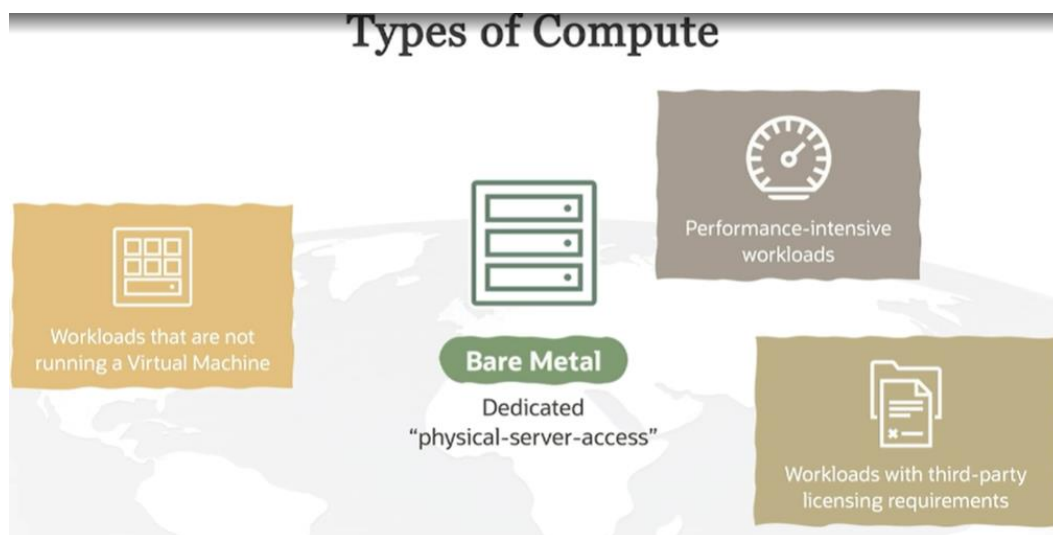 Types of Compute
Performance-intensive
workloads
Workloads that are not
running a Virtual Machine
Bare Metal
Dedicated
“physical-server-access”
Workloads with third-party
licensing requirements